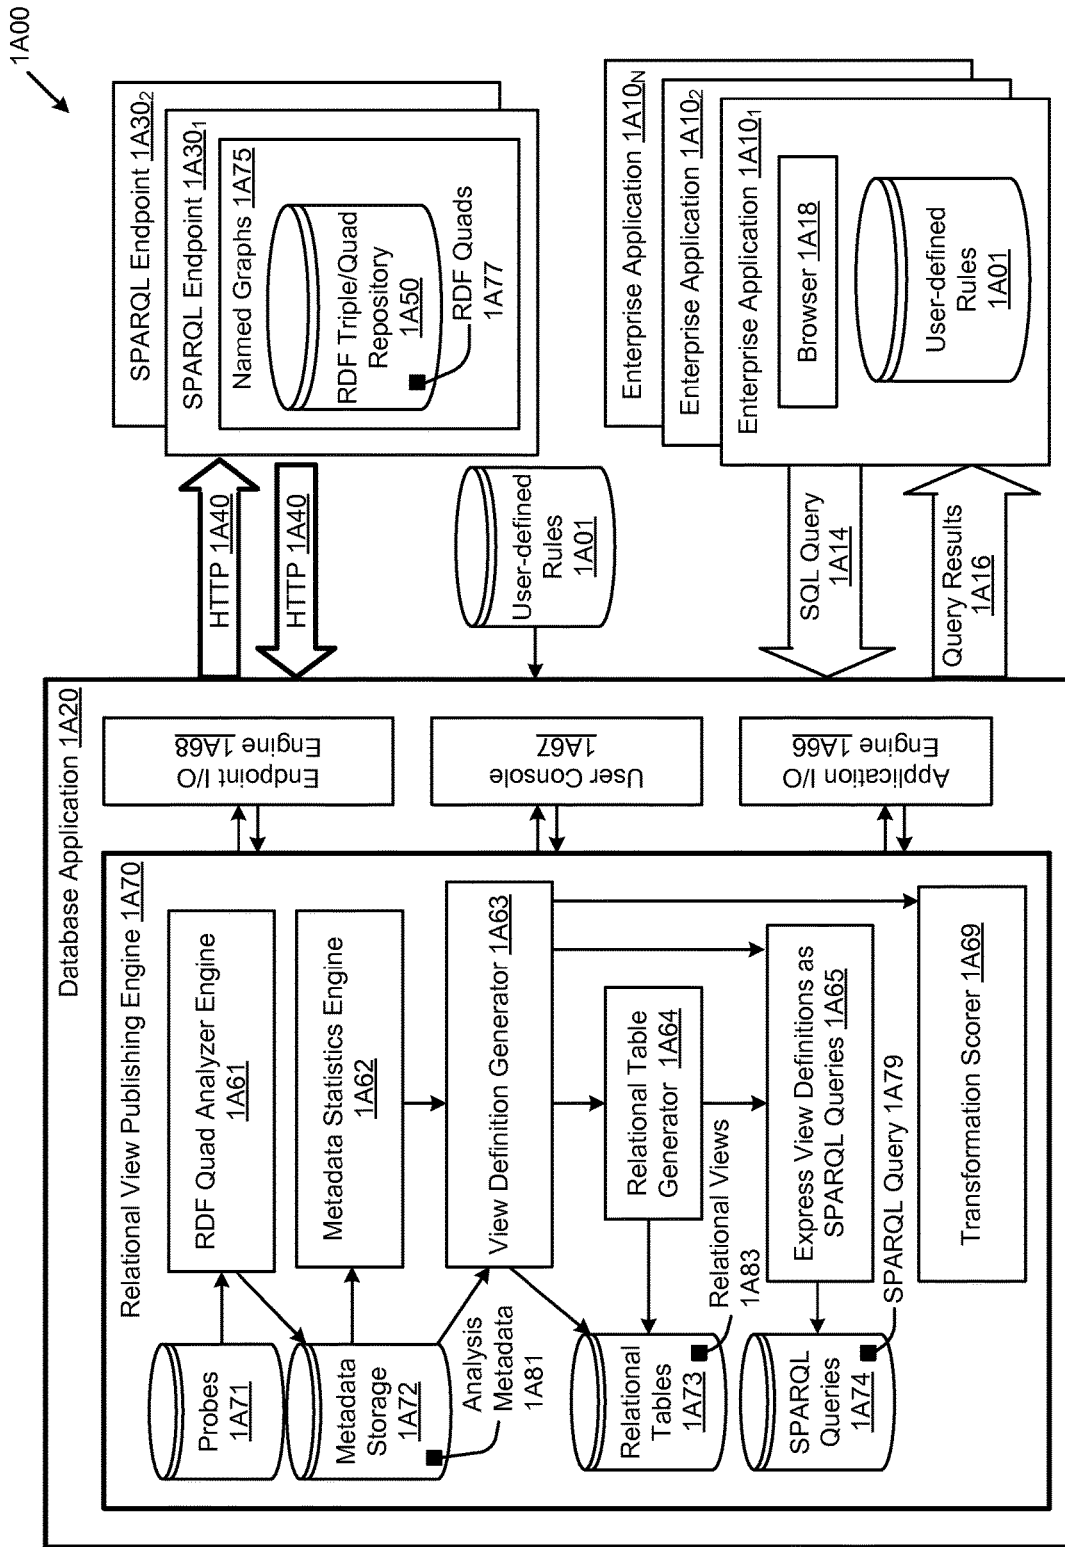 1A00
Database Application 1A20
Relational View Publishing Engine 1A70
Probes
1A71
RDF Quad Analyzer Engine
1A61
Metadata
Storage
1A72
Metadata Statistics Engine
1A62
Analysis
Metadata
1A81
View Definition Generator 1A63
Relational
Tables
1A73
Relational Table
Generator 1A64
Relational Views
1A83
SPARQL
Queries
1A74
Express View Definitions as
SPARQL Queries 1A65
SPARQL Query 1A79
Transformation Scorer 1A69
Endpoint I/O
Engine 1A68
User Console
1A67
Application I/O
Engine 1A66
HTTP 1A40
HTTP 1A40
User-defined
Rules
1A01
SQL Query
1A14
Query Results
1A16
SPARQL Endpoint 1A30₂
SPARQL Endpoint 1A30₁
Named Graphs 1A75
RDF Triple/Quad
Repository
1A50
RDF Quads
1A77
Enterprise Application 1A10N
Enterprise Application 1A10₂
Enterprise Application 1A10₁
Browser 1A18
User-defined
Rules
1A01